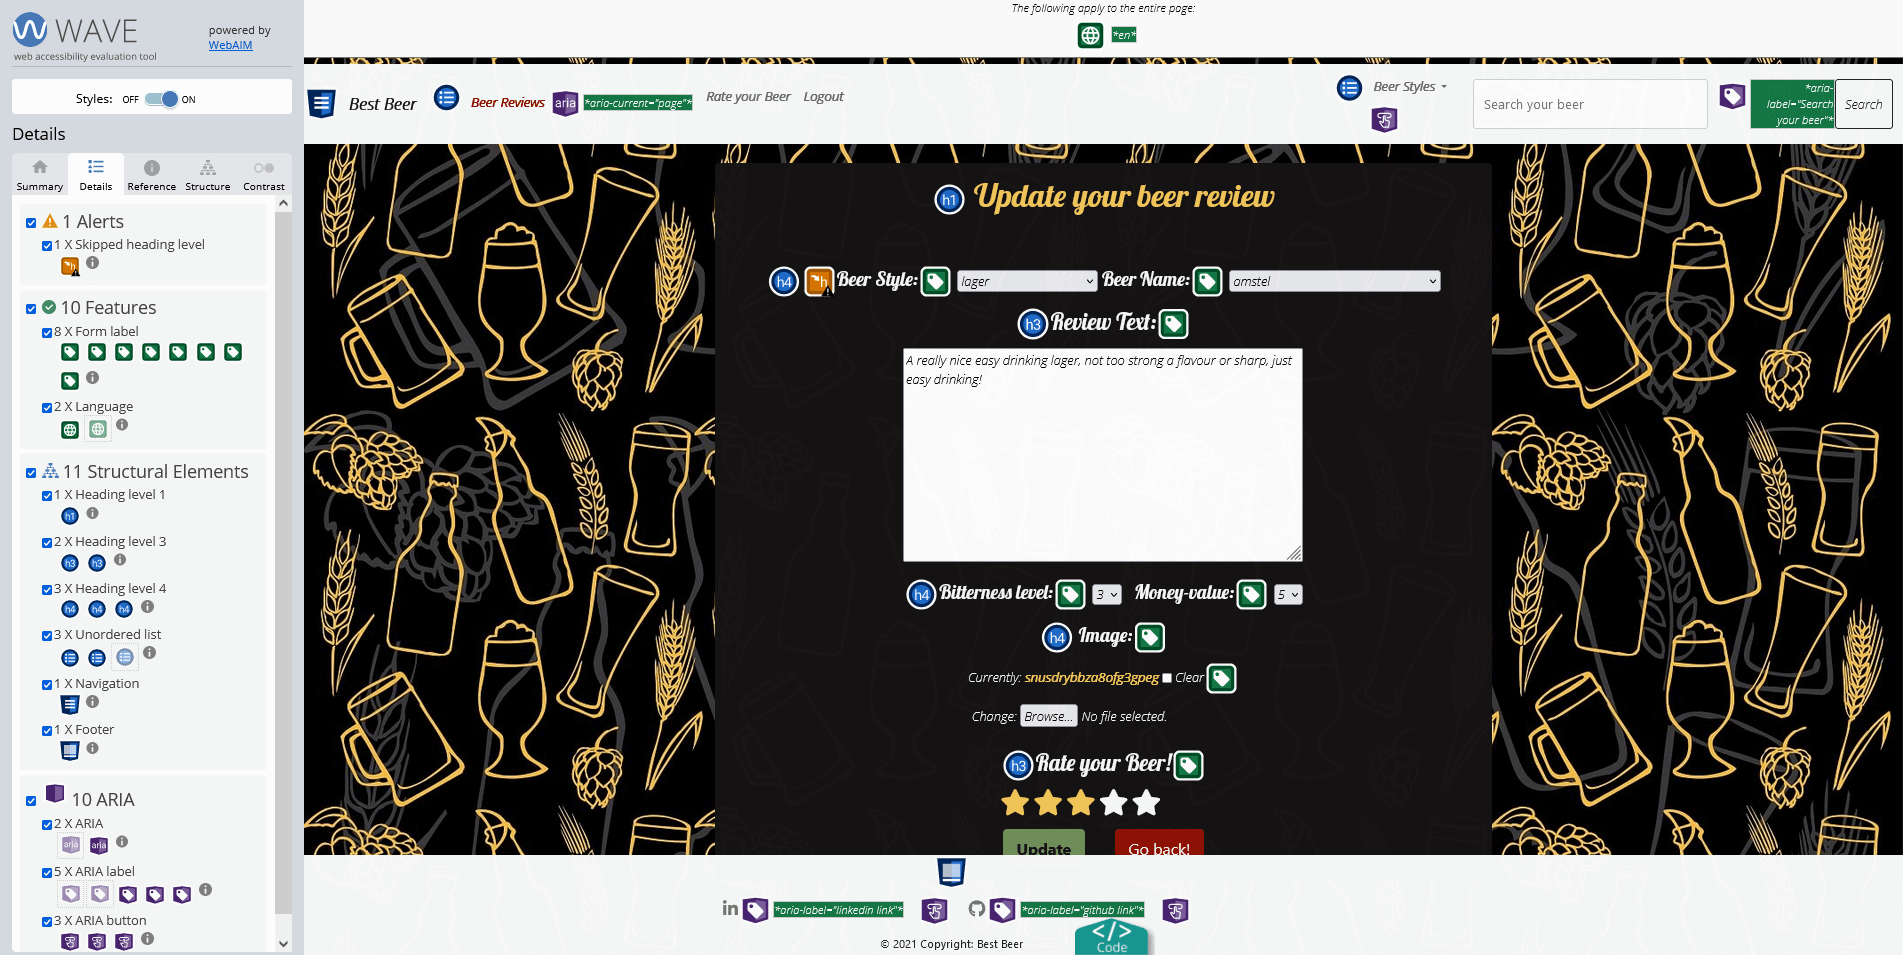 WAVE
web accessibility evaluation tool
powered by
WebAIM
Styles: OFF ON
Details
Summary Details Reference Structure Contrast
1 Alerts
1 X Skipped heading level
h
10 Features
8 X Form label
2 X Language
11 Structural Elements
1 X Heading level 1
h1
2 X Heading level 3
h3 h3
3 X Heading level 4
h4 h4 h4
3 X Unordered list
1 X Navigation
1 X Footer
10 ARIA
2 X ARIA
aria aria
5 X ARIA label
3 X ARIA button
The following apply to the entire page:
*en*
Best Beer
Beer Reviews aria *aria-current="page"* Rate your Beer Logout
Beer Styles
Search your beer
*aria-
label="Search
your beer"*
Search
h1 Update your beer review
h4 h Beer Style: lager Beer Name: amstel
h3 Review Text:
A really nice easy drinking lager, not too strong a flavour or sharp, just
easy drinking!
h4 Bitterness level: 3 Money-value: 5
h4 Image:
Currently: snusdrybbza8ofg3gpeg Clear
Change: Browse... No file selected.
h3 Rate your Beer!
Update Go back!
in *aria-label="linkedin link"* *aria-label="github link"*
© 2021 Copyright: Best Beer
</>
Code